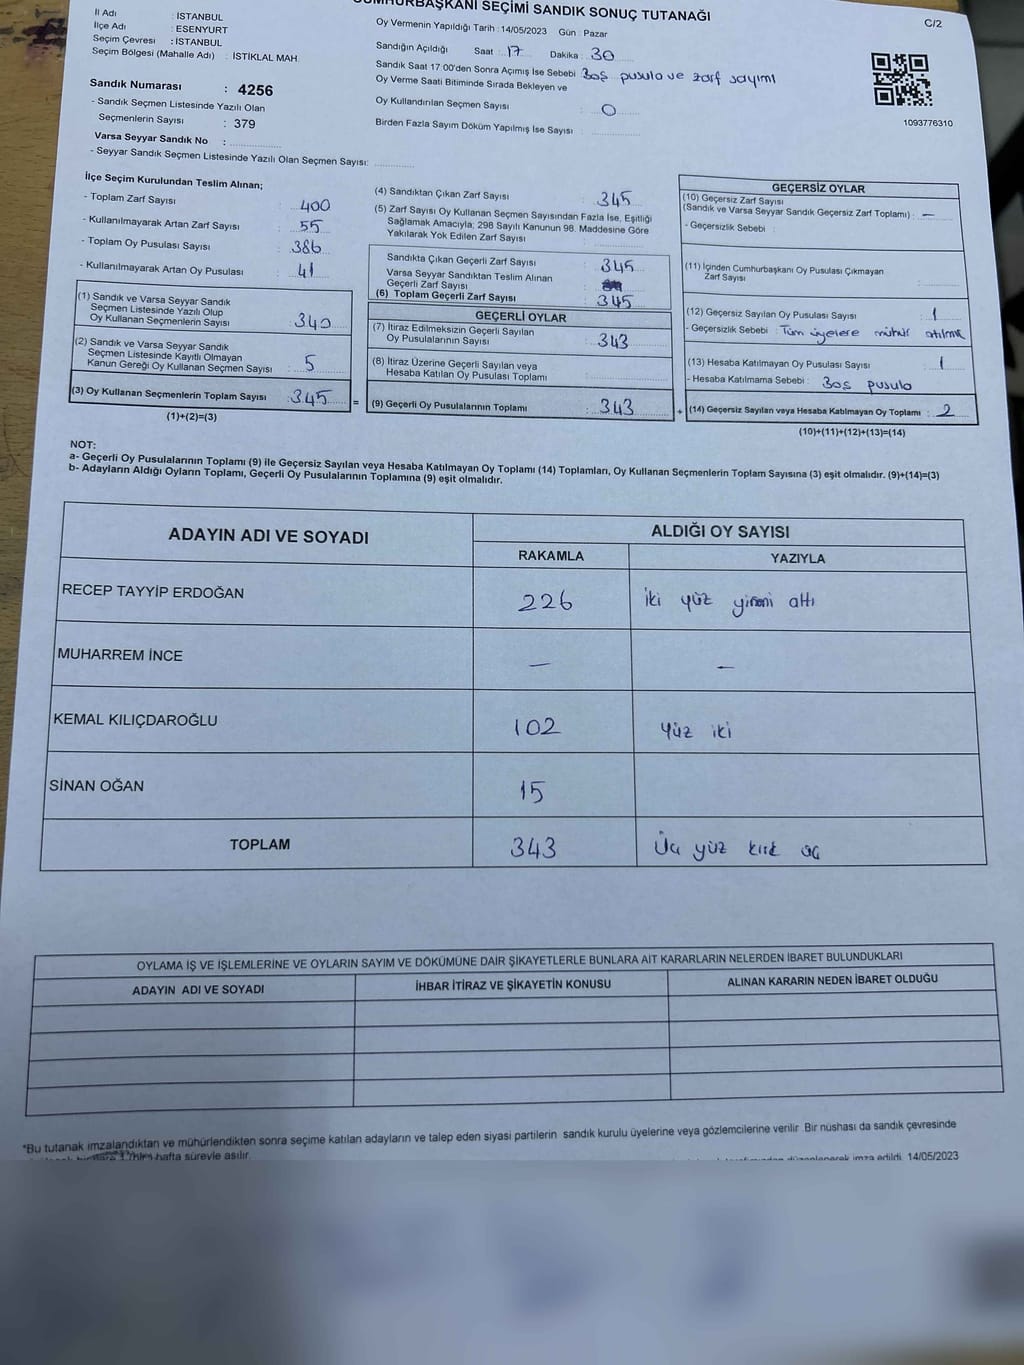 CUMHURBAŞKANI SEÇİMİ SANDIK SONUÇ TUTANAĞI
C/2
İl Adı : İSTANBUL
İlçe Adı : ESENYURT
Seçim Çevresi : İSTANBUL
Seçim Bölgesi (Mahalle Adı) : İSTİKLAL MAH.
Sandık Numarası : 4256
- Sandık Seçmen Listesinde Yazılı Olan
Seçmenlerin Sayısı : 379
Varsa Seyyar Sandık No :
- Seyyar Sandık Seçmen Listesinde Yazılı Olan Seçmen Sayısı:
Oy Vermenin Yapıldığı Tarih : 14/05/2023 Gün : Pazar
Sandığın Açıldığı Saat : 17 Dakika : 30
Sandık Saat 17:00'den Sonra Açımış İse Sebebi Boş pusula ve zarf sayımı
Oy Verme Saati Bitiminde Sırada Bekleyen ve
Oy Kullandırılan Seçmen Sayısı : 0
Birden Fazla Sayım Döküm Yapılmış İse Sayısı :
1093776310
İlçe Seçim Kurulundan Teslim Alınan;
- Toplam Zarf Sayısı : 400
- Kullanılmayarak Artan Zarf Sayısı : 55
- Toplam Oy Pusulası Sayısı : 386
- Kullanılmayarak Artan Oy Pusulası : 41
(1) Sandık ve Varsa Seyyar Sandık
Seçmen Listesinde Yazılı Olup
Oy Kullanan Seçmenlerin Sayısı : 340
(2) Sandık ve Varsa Seyyar Sandık
Seçmen Listesinde Kayıtlı Olmayan
Kanun Gereği Oy Kullanan Seçmen Sayısı : 5
(3) Oy Kullanan Seçmenlerin Toplam Sayısı : 345
(1)+(2)=(3)
(4) Sandıktan Çıkan Zarf Sayısı : 345
(5) Zarf Sayısı Oy Kullanan Seçmen Sayısından Fazla İse, Eşitliği
Sağlamak Amacıyla; 298 Sayılı Kanunun 98. Maddesine Göre
Yakılarak Yok Edilen Zarf Sayısı :
Sandıkta Çıkan Geçerli Zarf Sayısı : 345
Varsa Seyyar Sandıktan Teslim Alınan
Geçerli Zarf Sayısı :
(6) Toplam Geçerli Zarf Sayısı : 345
GEÇERLİ OYLAR
(7) İtiraz Edilmeksizin Geçerli Sayılan
Oy Pusulalarının Sayısı : 343
(8) İtiraz Üzerine Geçerli Sayılan veya
Hesaba Katılan Oy Pusulası Toplamı :
= (9) Geçerli Oy Pusulalarının Toplamı : 343
GEÇERSİZ OYLAR
(10) Geçersiz Zarf Sayısı
(Sandık ve Varsa Seyyar Sandık Geçersiz Zarf Toplamı) : —
- Geçersizlik Sebebi :
(11) İçinden Cumhurbaşkanı Oy Pusulası Çıkmayan
Zarf Sayısı :
(12) Geçersiz Sayılan Oy Pusulası Sayısı : 1
- Geçersizlik Sebebi : Tüm üyelere mühür atılmış
(13) Hesaba Katılmayan Oy Pusulası Sayısı : 1
- Hesaba Katılmama Sebebi : Boş pusula
+ (14) Geçersiz Sayılan veya Hesaba Katılmayan Oy Toplamı : 2
(10)+(11)+(12)+(13)=(14)
NOT:
a- Geçerli Oy Pusulalarının Toplamı (9) ile Geçersiz Sayılan veya Hesaba Katılmayan Oy Toplamı (14) Toplamları, Oy Kullanan Seçmenlerin Toplam Sayısına (3) eşit olmalıdır. (9)+(14)=(3)
b- Adayların Aldığı Oyların Toplamı, Geçerli Oy Pusulalarının Toplamına (9) eşit olmalıdır.
ADAYIN ADI VE SOYADI
ALDIĞI OY SAYISI
RAKAMLA YAZIYLA
RECEP TAYYİP ERDOĞAN 226 iki yüz yirmi altı
MUHARREM İNCE — —
KEMAL KILIÇDAROĞLU 102 Yüz iki
SİNAN OĞAN 15
TOPLAM 343 Üç yüz kırk üç
OYLAMA İŞ VE İŞLEMLERİNE VE OYLARIN SAYIM VE DÖKÜMÜNE DAİR ŞİKAYETLERLE BUNLARA AİT KARARLARIN NELERDEN İBARET BULUNDUKLARI
ADAYIN ADI VE SOYADI İHBAR İTİRAZ VE ŞİKAYETİN KONUSU ALINAN KARARIN NEDEN İBARET OLDUĞU
*Bu tutanak imzalandıktan ve mühürlendikten sonra seçime katılan adayların ve talep eden siyasi partilerin sandık kurulu üyelerine veya gözlemcilerine verilir. Bir nüshası da sandık çevresinde
hafta süreyle asılır. düzenlenerek imza edildi. 14/05/2023